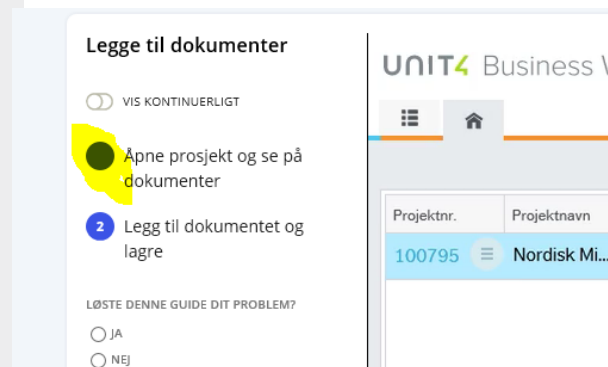 Legge til dokumenter
UNIT4 Business
VIS KONTINUERLIGT
Åpne prosjekt og se på
dokumenter
2 Legg til dokumentet og
lagre
Projektnr. Projektnavn
100795 Nordisk Mi...
LØSTE DENNE GUIDE DIT PROBLEM?
JA
NEJ